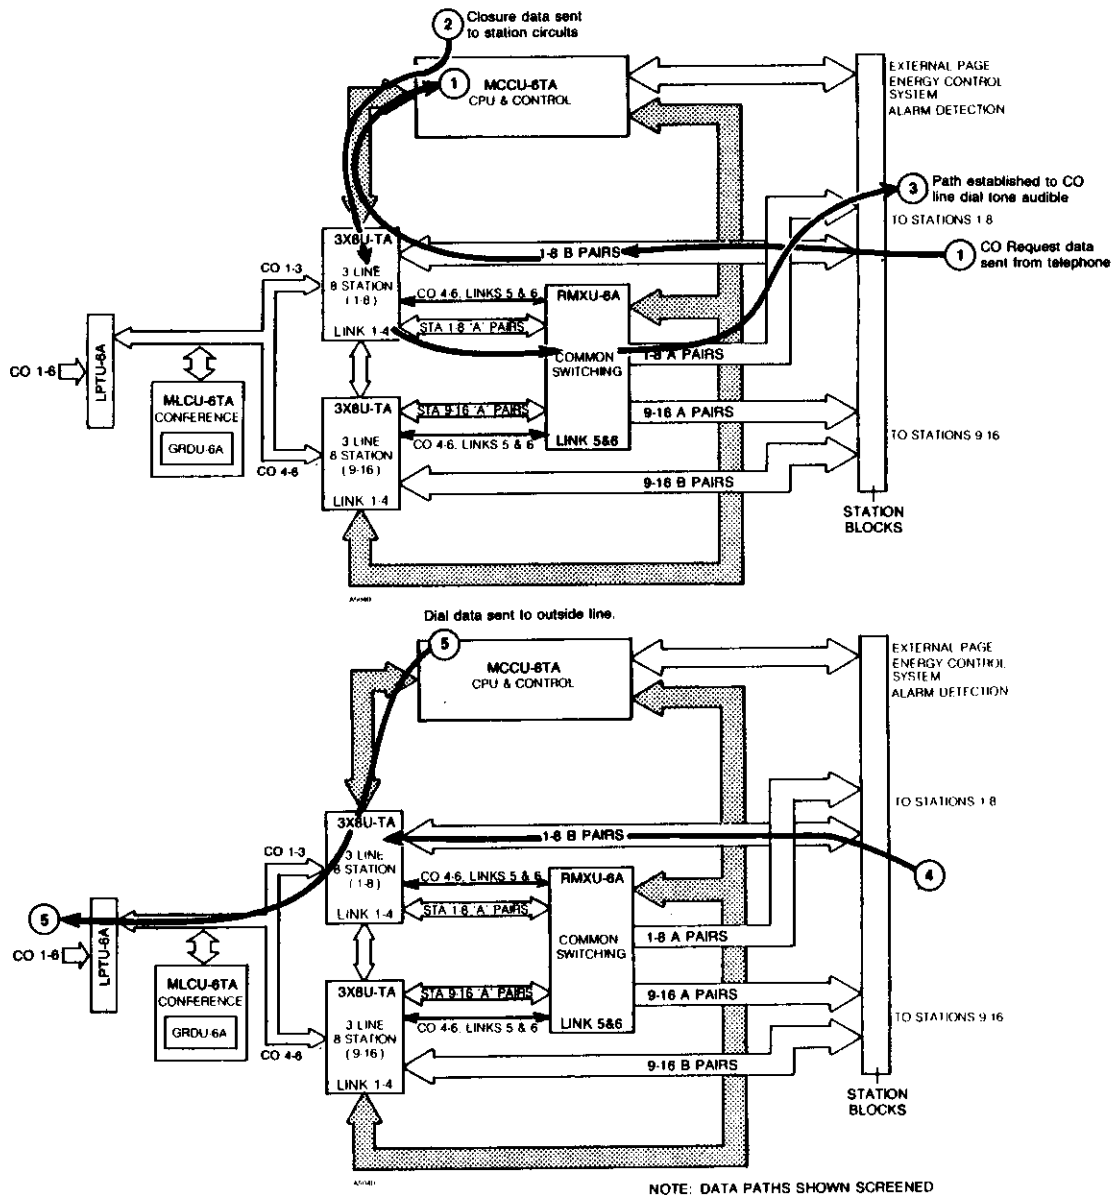 2
Closure data sent
to station circuits
1
MCCU-6TA
CPU & CONTROL
EXTERNAL PAGE
ENERGY CONTROL
SYSTEM
ALARM DETECTION
3
Path established to CO
line dial tone audible
TO STATIONS 1-8
1
CO Request data
sent from telephone
3X8U-TA
3 LINE
8 STATION
(1-8)
LINK 1-4
CO 1-3
1-8 B PAIRS
CO 4-6, LINKS 5 & 6
STA 1-8 'A' PAIRS
RMXU-6A
COMMON
SWITCHING
LINK 5&6
1-8 A PAIRS
LPTU-6A
CO 1-6
MLCU-6TA
CONFERENCE
GRDU-6A
CO 4-6
3X8U-TA
3 LINE
8 STATION
(9-16)
LINK 1-4
STA 9-16 'A' PAIRS
CO 4-6, LINKS 5 & 6
9-16 A PAIRS
9-16 B PAIRS
TO STATIONS 9-16
STATION
BLOCKS
Dial data sent to outside line.
5
MCCU-6TA
CPU & CONTROL
EXTERNAL PAGE
ENERGY CONTROL
SYSTEM
ALARM DETECTION
TO STATIONS 1-8
3X8U-TA
3 LINE
8 STATION
(1-8)
LINK 1-4
CO 1-3
1-8 B PAIRS
4
CO 4-6, LINKS 5 & 6
STA 1-8 'A' PAIRS
RMXU-6A
COMMON
SWITCHING
LINK 5&6
1-8 A PAIRS
5
LPTU-6A
CO 1-6
MLCU-6TA
CONFERENCE
GRDU-6A
CO 4-6
3X8U-TA
3 LINE
8 STATION
(9-16)
LINK 1-4
STA 9-16 'A' PAIRS
CO 4-6, LINKS 5 & 6
9-16 A PAIRS
9-16 B PAIRS
TO STATIONS 9-16
STATION
BLOCKS
NOTE: DATA PATHS SHOWN SCREENED